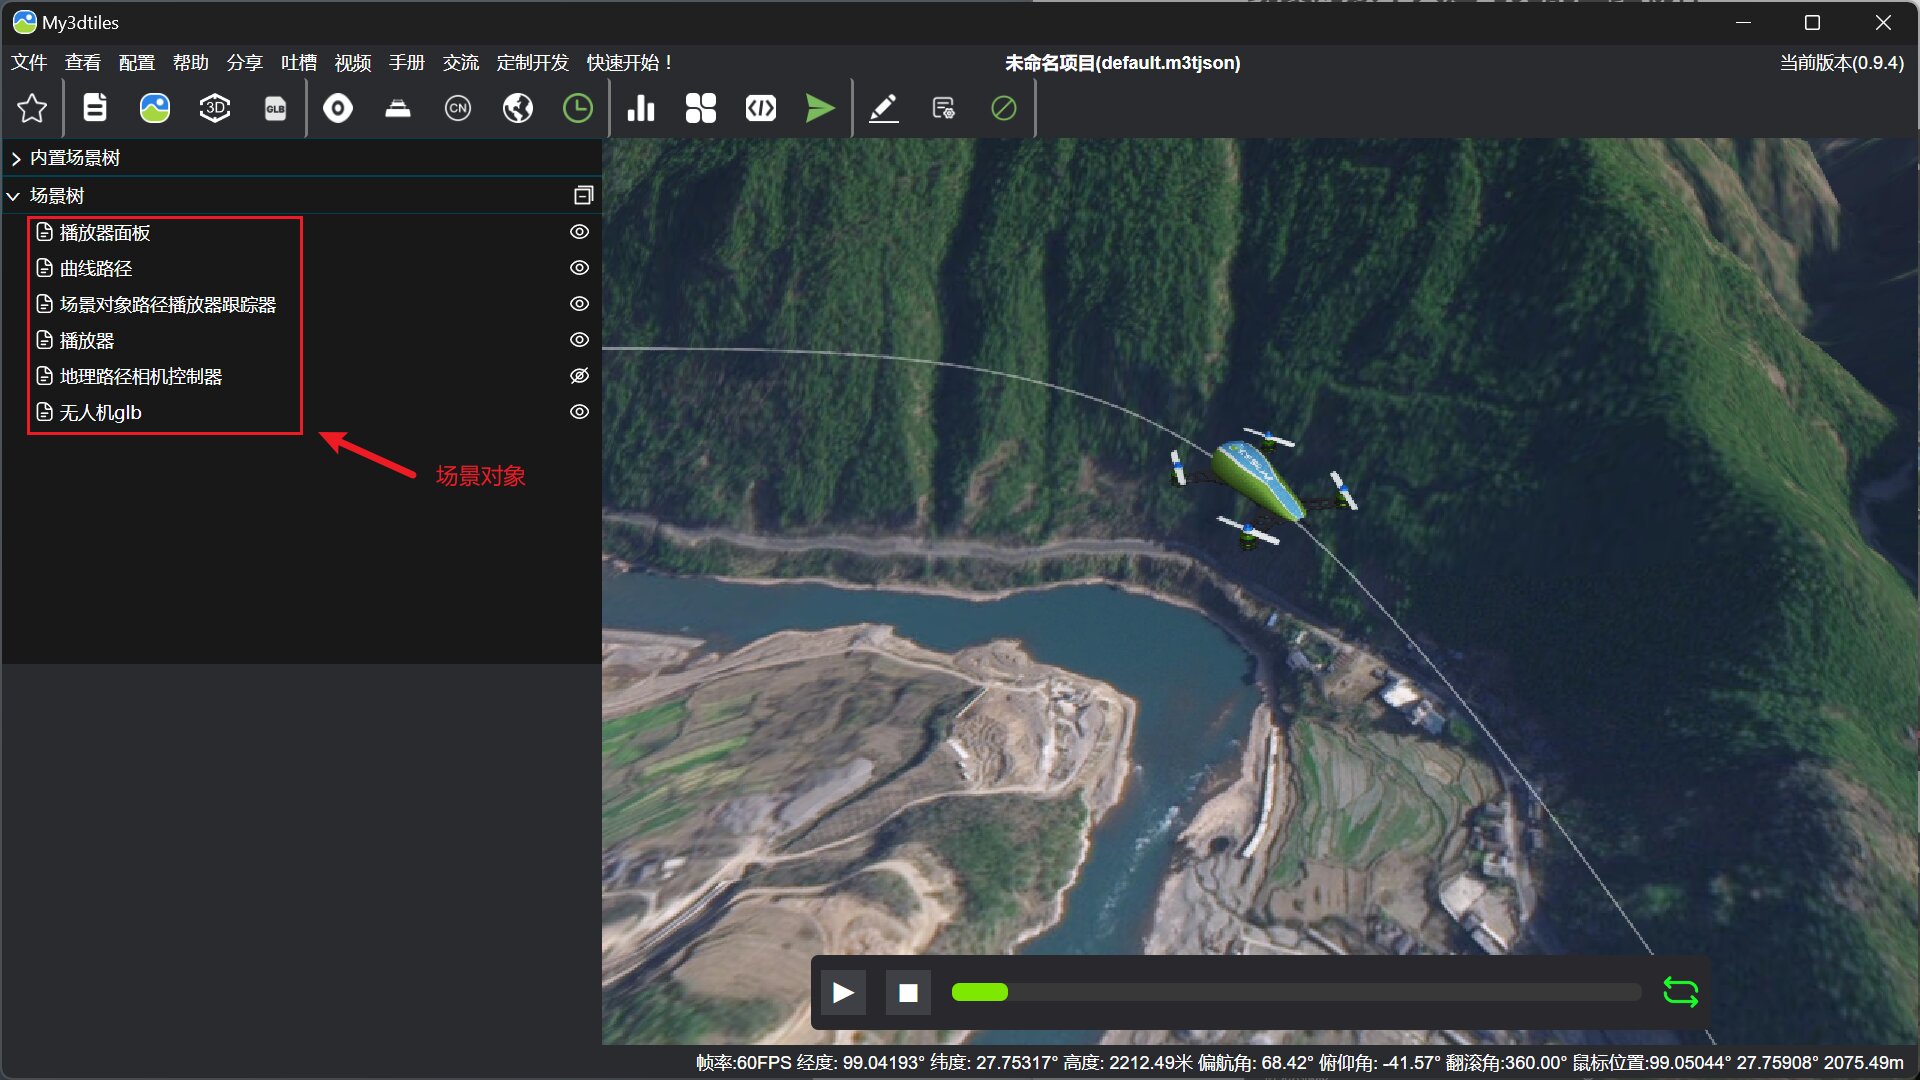 My3dtiles
文件 查看 配置 帮助 分享 吐槽 视频 手册 交流 定制开发 快速开始！ 未命名项目(default.m3tjson) 当前版本(0.9.4)
3D GLB CN
内置场景树
场景树
播放器面板
曲线路径
场景对象路径播放器跟踪器
播放器
地理路径相机控制器
无人机glb
场景对象
帧率:60FPS 经度: 99.04193° 纬度: 27.75317° 高度: 2212.49米 偏航角: 68.42° 俯仰角: -41.57° 翻滚角:360.00° 鼠标位置:99.05044° 27.75908° 2075.49m